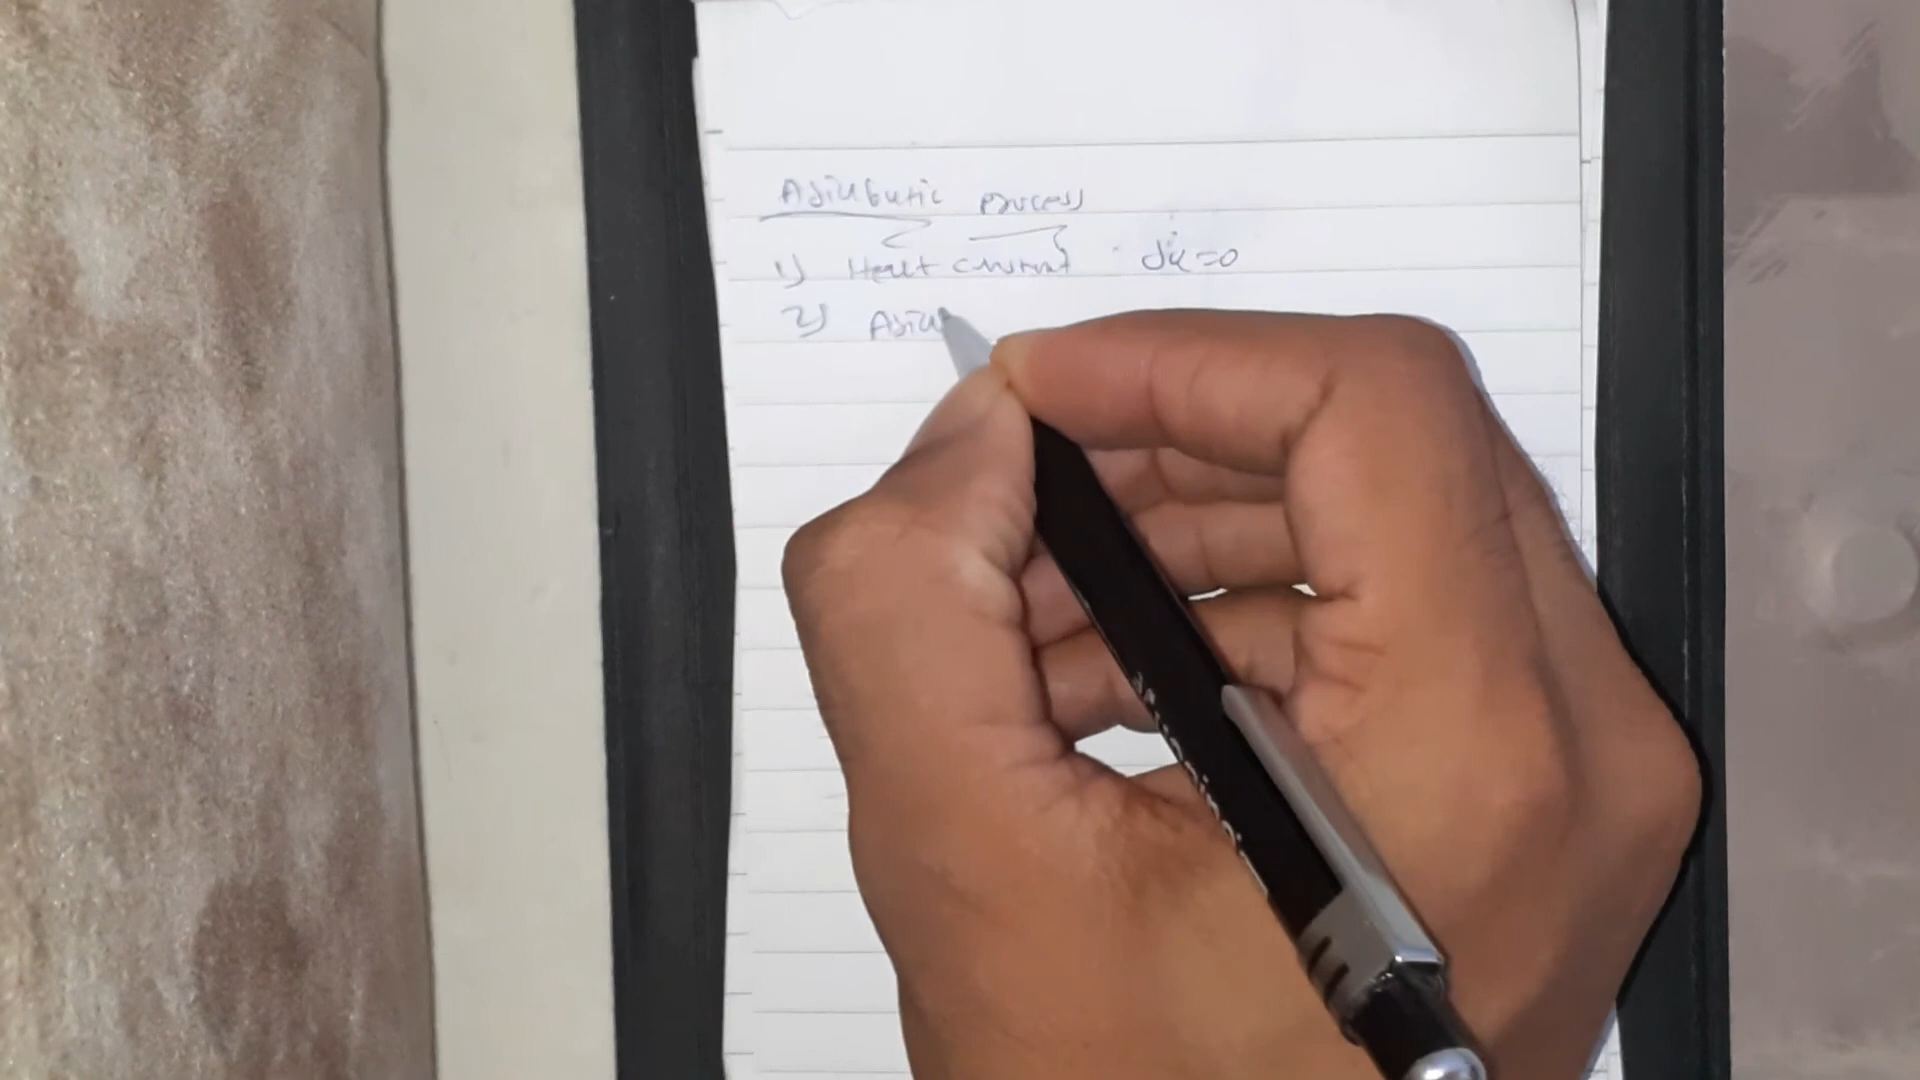 Adiabatic process
1) Heat constant dq=0
2) Adia